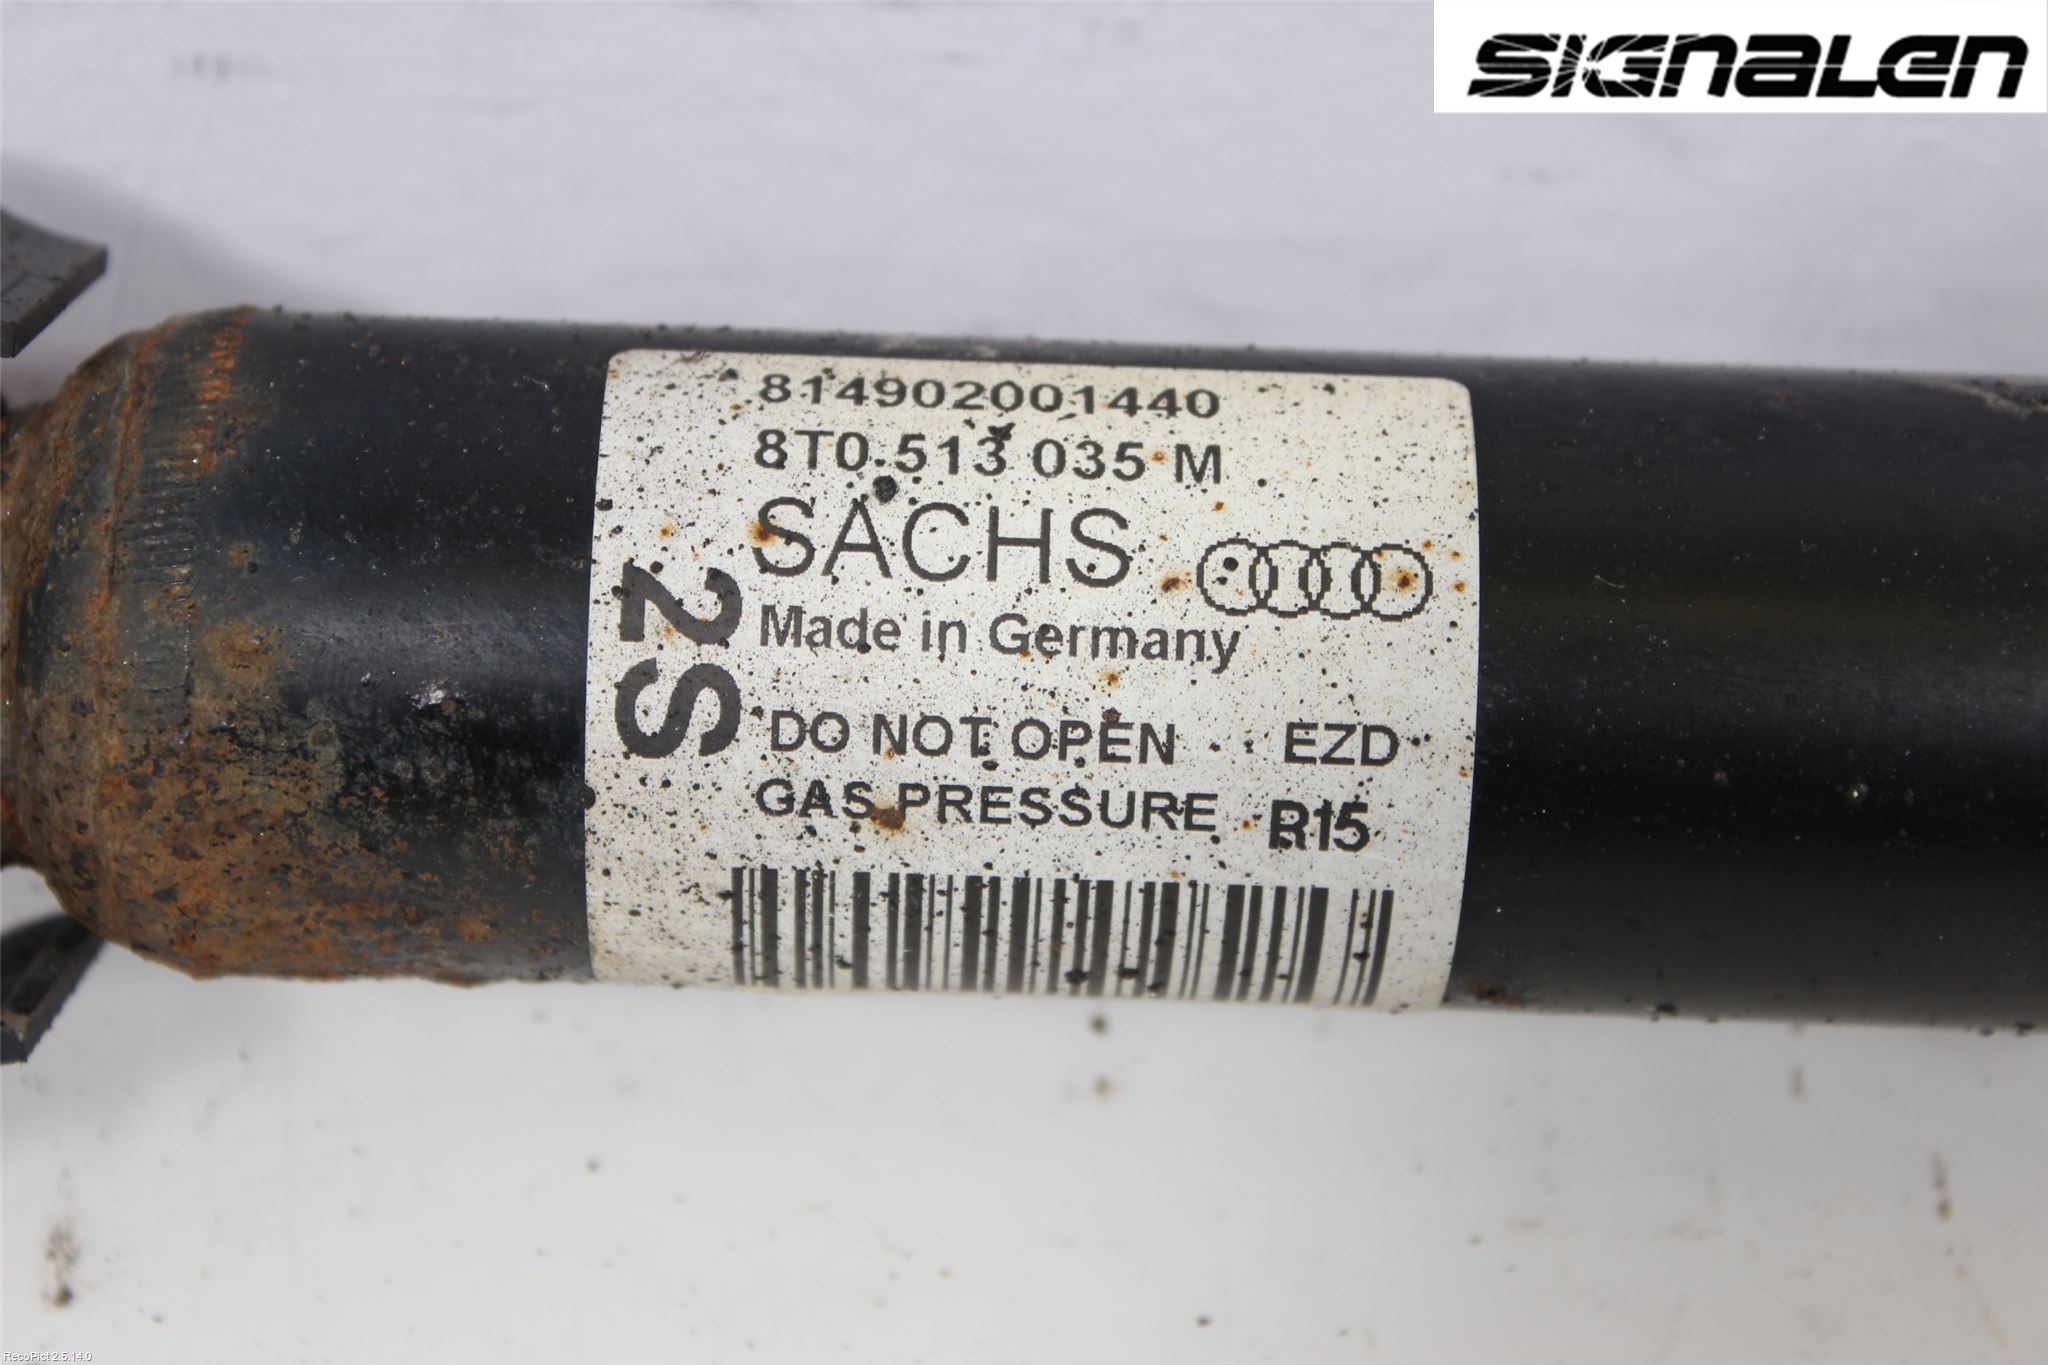 SIGNALEN
814902001440
8T0 513 035 M
SACHS
2S
Made in Germany
DO NOT OPEN EZD
GAS PRESSURE R15
RecoPict 2.5.14.0